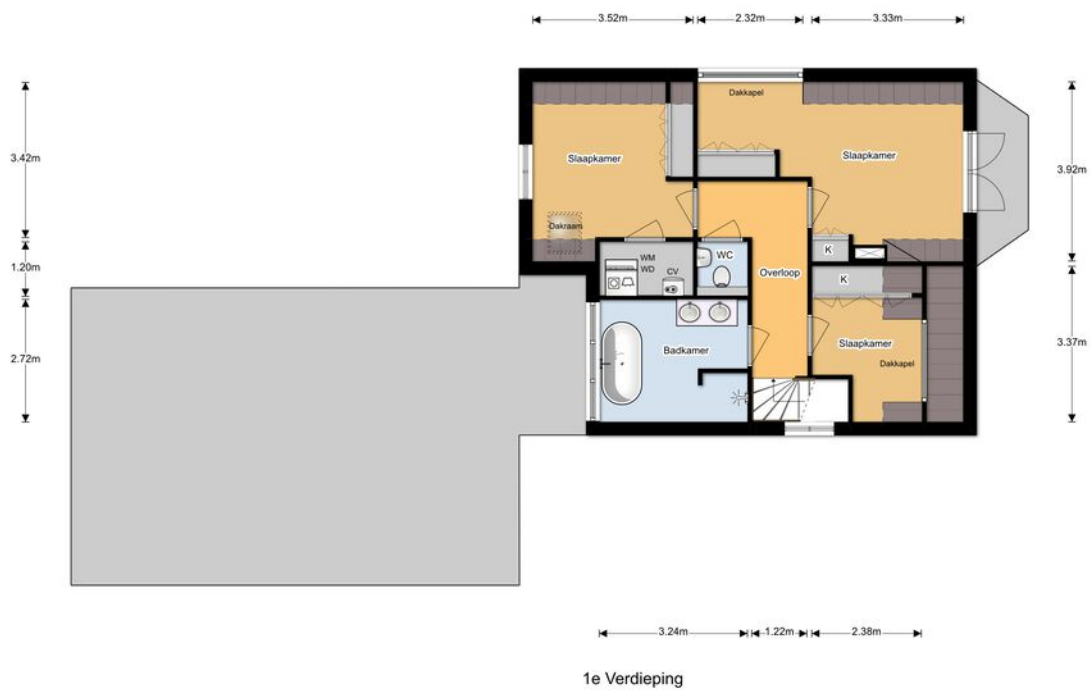 3.52m
2.32m
3.33m
Dakkapel
3.42m
Slaapkamer
Slaapkamer
3.92m
Dakraam
1.20m
WM
WD
CV
WC
K
Overloop
K
2.72m
Badkamer
Slaapkamer
3.37m
Dakkapel
3.24m
1.22m
2.38m
1e Verdieping